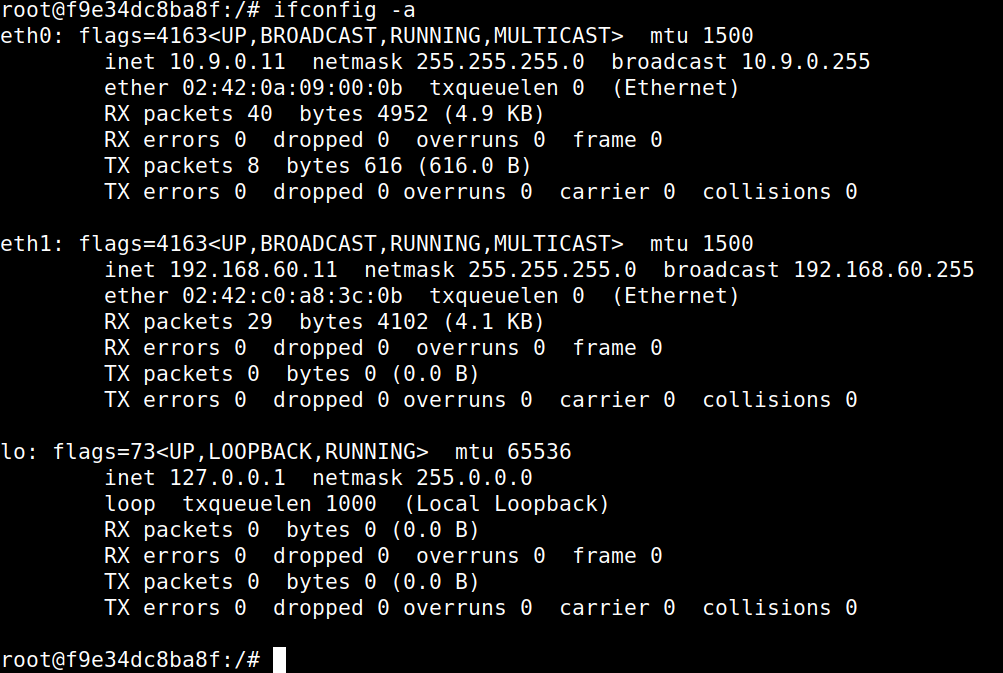 root@f9e34dc8ba8f:/# ifconfig -a
eth0: flags=4163<UP,BROADCAST,RUNNING,MULTICAST>  mtu 1500
        inet 10.9.0.11  netmask 255.255.255.0  broadcast 10.9.0.255
        ether 02:42:0a:09:00:0b  txqueuelen 0  (Ethernet)
        RX packets 40  bytes 4952 (4.9 KB)
        RX errors 0  dropped 0  overruns 0  frame 0
        TX packets 8  bytes 616 (616.0 B)
        TX errors 0  dropped 0 overruns 0  carrier 0  collisions 0

eth1: flags=4163<UP,BROADCAST,RUNNING,MULTICAST>  mtu 1500
        inet 192.168.60.11  netmask 255.255.255.0  broadcast 192.168.60.255
        ether 02:42:c0:a8:3c:0b  txqueuelen 0  (Ethernet)
        RX packets 29  bytes 4102 (4.1 KB)
        RX errors 0  dropped 0  overruns 0  frame 0
        TX packets 0  bytes 0 (0.0 B)
        TX errors 0  dropped 0 overruns 0  carrier 0  collisions 0

lo: flags=73<UP,LOOPBACK,RUNNING>  mtu 65536
        inet 127.0.0.1  netmask 255.0.0.0
        loop  txqueuelen 1000  (Local Loopback)
        RX packets 0  bytes 0 (0.0 B)
        RX errors 0  dropped 0  overruns 0  frame 0
        TX packets 0  bytes 0 (0.0 B)
        TX errors 0  dropped 0 overruns 0  carrier 0  collisions 0

root@f9e34dc8ba8f:/#